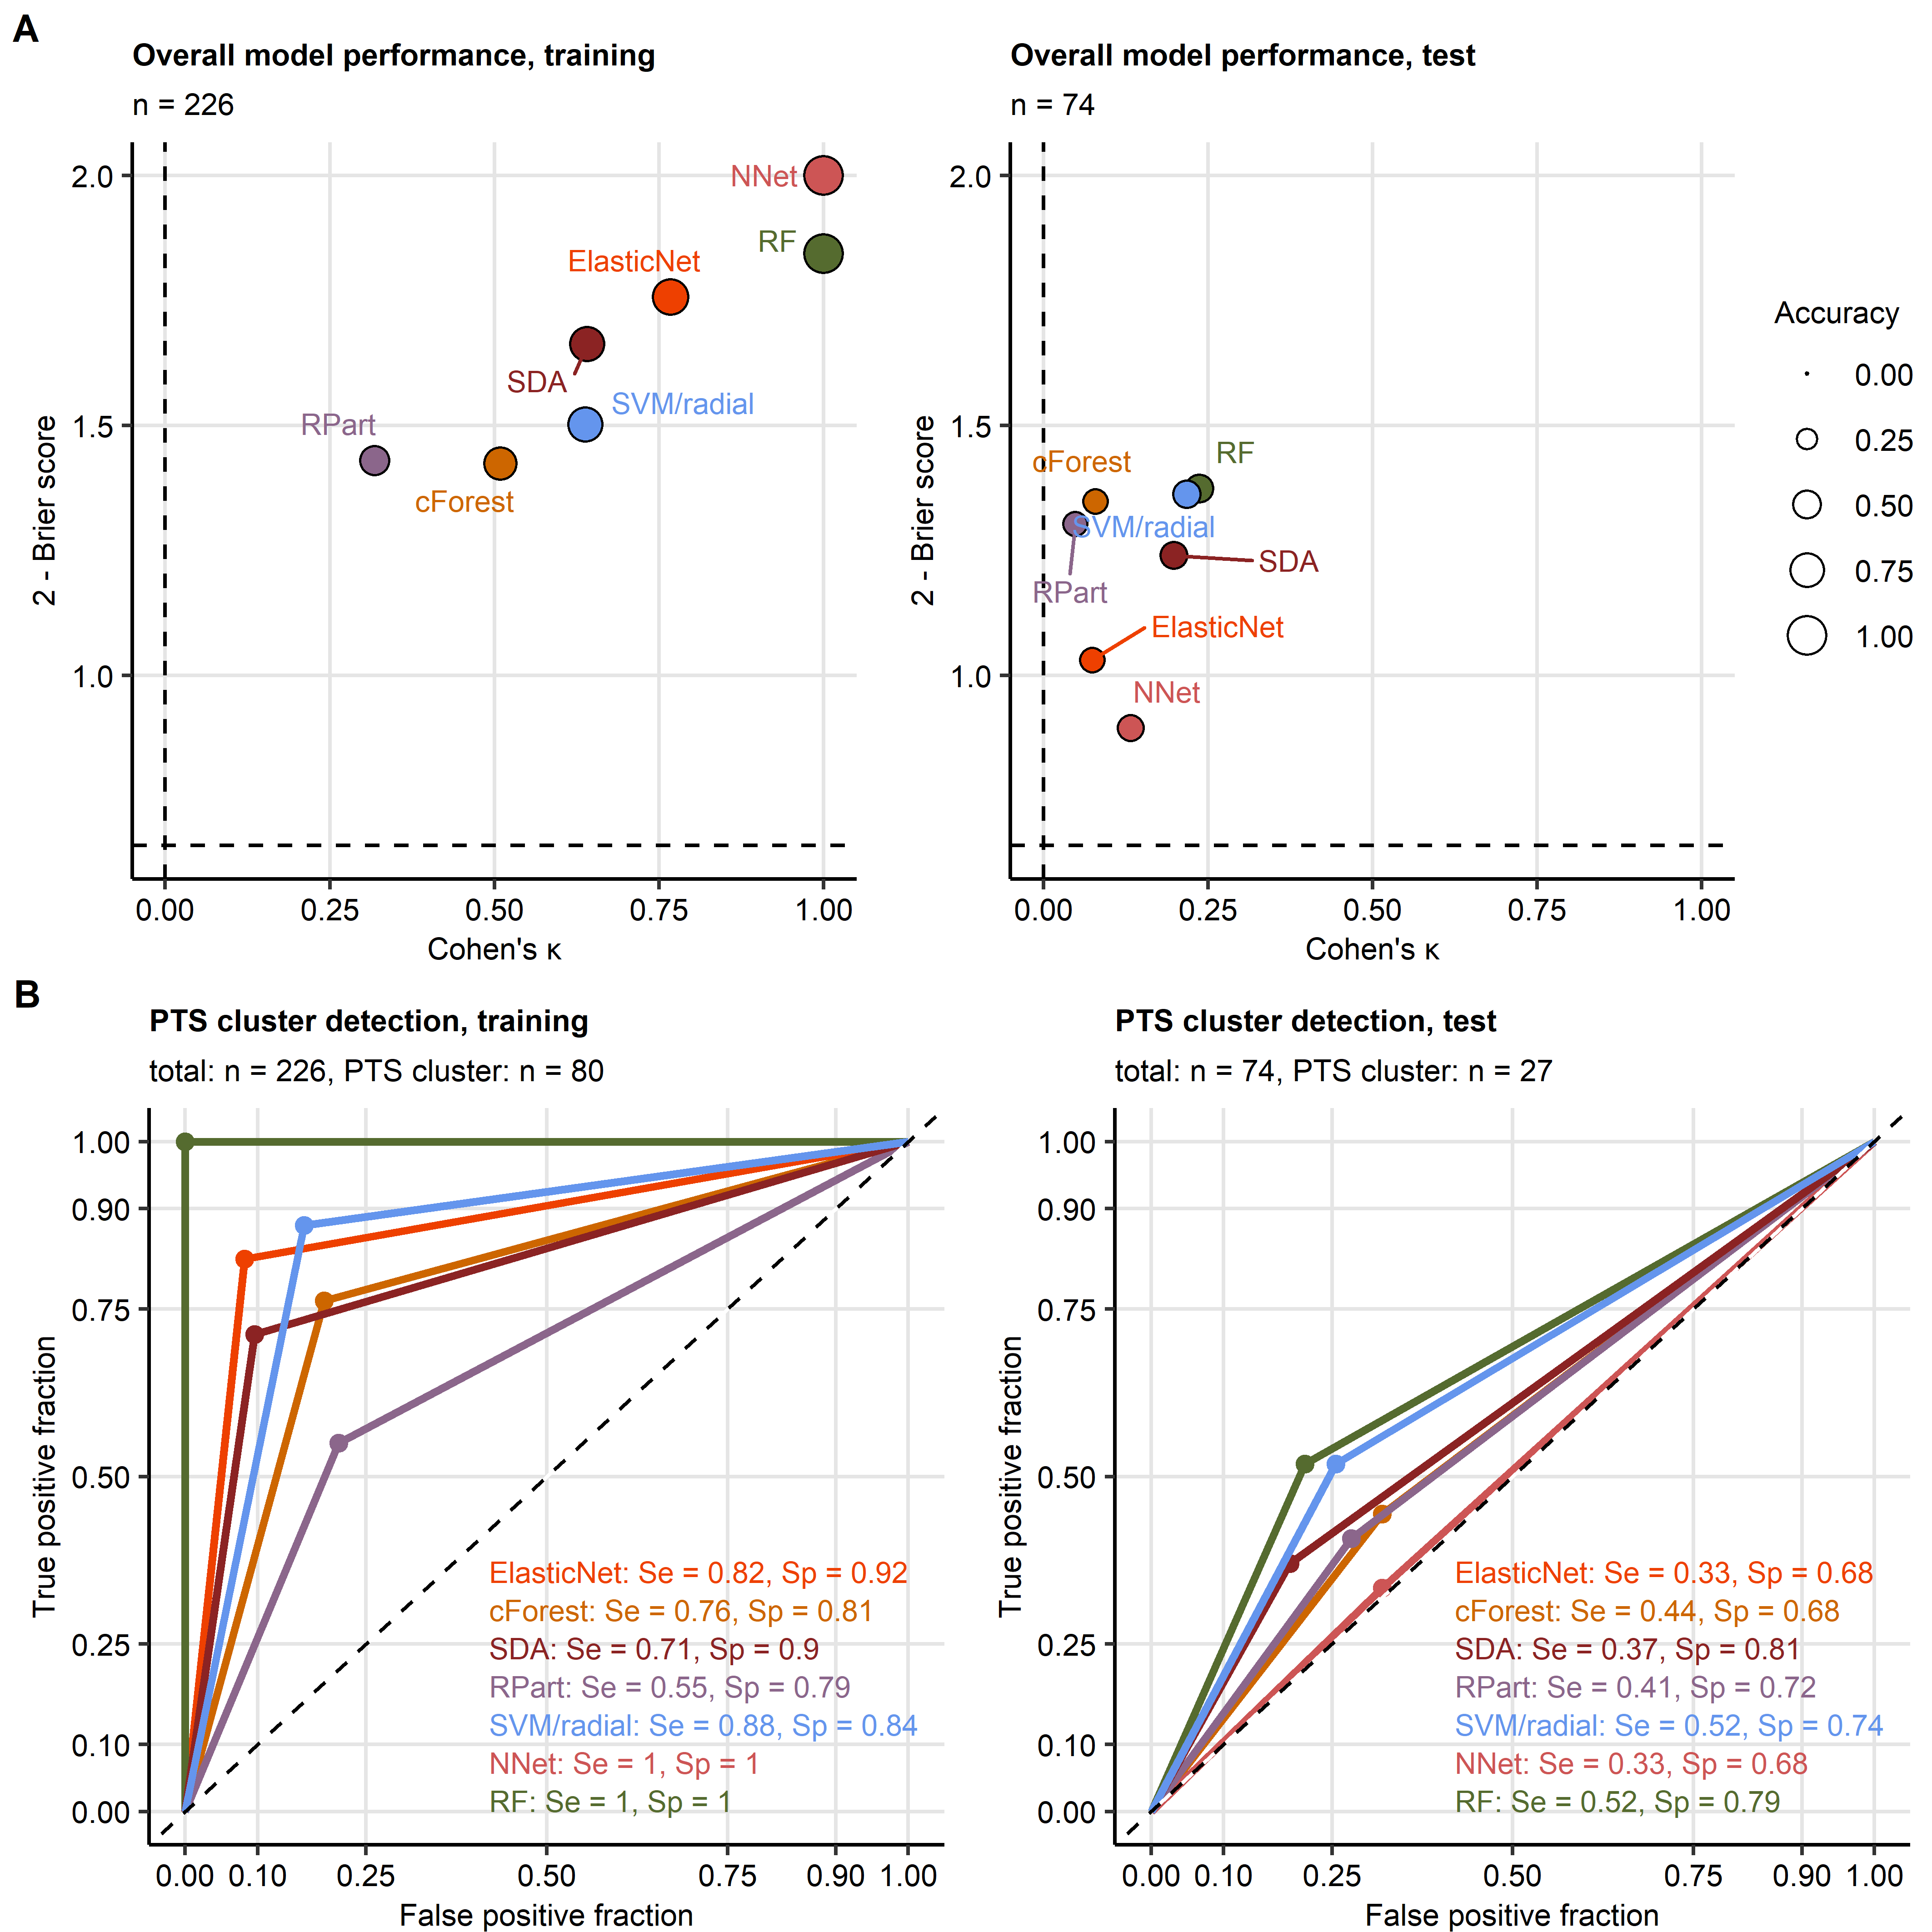 A
Overall model performance, training
n = 226
2.0
1.5
1.0
2 - Brier score
NNet
RF
ElasticNet
SDA
SVM/radial
RPart
cForest
0.00 0.25 0.50 0.75 1.00
Cohen's κ
Overall model performance, test
n = 74
2.0
1.5
1.0
2 - Brier score
RF
cForest
SVM/radial
SDA
RPart
ElasticNet
NNet
0.00 0.25 0.50 0.75 1.00
Cohen's κ
Accuracy
0.00
0.25
0.50
0.75
1.00
B
PTS cluster detection, training
total: n = 226, PTS cluster: n = 80
1.00
0.90
0.75
0.50
0.25
0.10
0.00
True positive fraction
ElasticNet: Se = 0.82, Sp = 0.92
cForest: Se = 0.76, Sp = 0.81
SDA: Se = 0.71, Sp = 0.9
RPart: Se = 0.55, Sp = 0.79
SVM/radial: Se = 0.88, Sp = 0.84
NNet: Se = 1, Sp = 1
RF: Se = 1, Sp = 1
0.00 0.10 0.25 0.50 0.75 0.90 1.00
False positive fraction
PTS cluster detection, test
total: n = 74, PTS cluster: n = 27
1.00
0.90
0.75
0.50
0.25
0.10
0.00
True positive fraction
ElasticNet: Se = 0.33, Sp = 0.68
cForest: Se = 0.44, Sp = 0.68
SDA: Se = 0.37, Sp = 0.81
RPart: Se = 0.41, Sp = 0.72
SVM/radial: Se = 0.52, Sp = 0.74
NNet: Se = 0.33, Sp = 0.68
RF: Se = 0.52, Sp = 0.79
0.00 0.10 0.25 0.50 0.75 0.90 1.00
False positive fraction